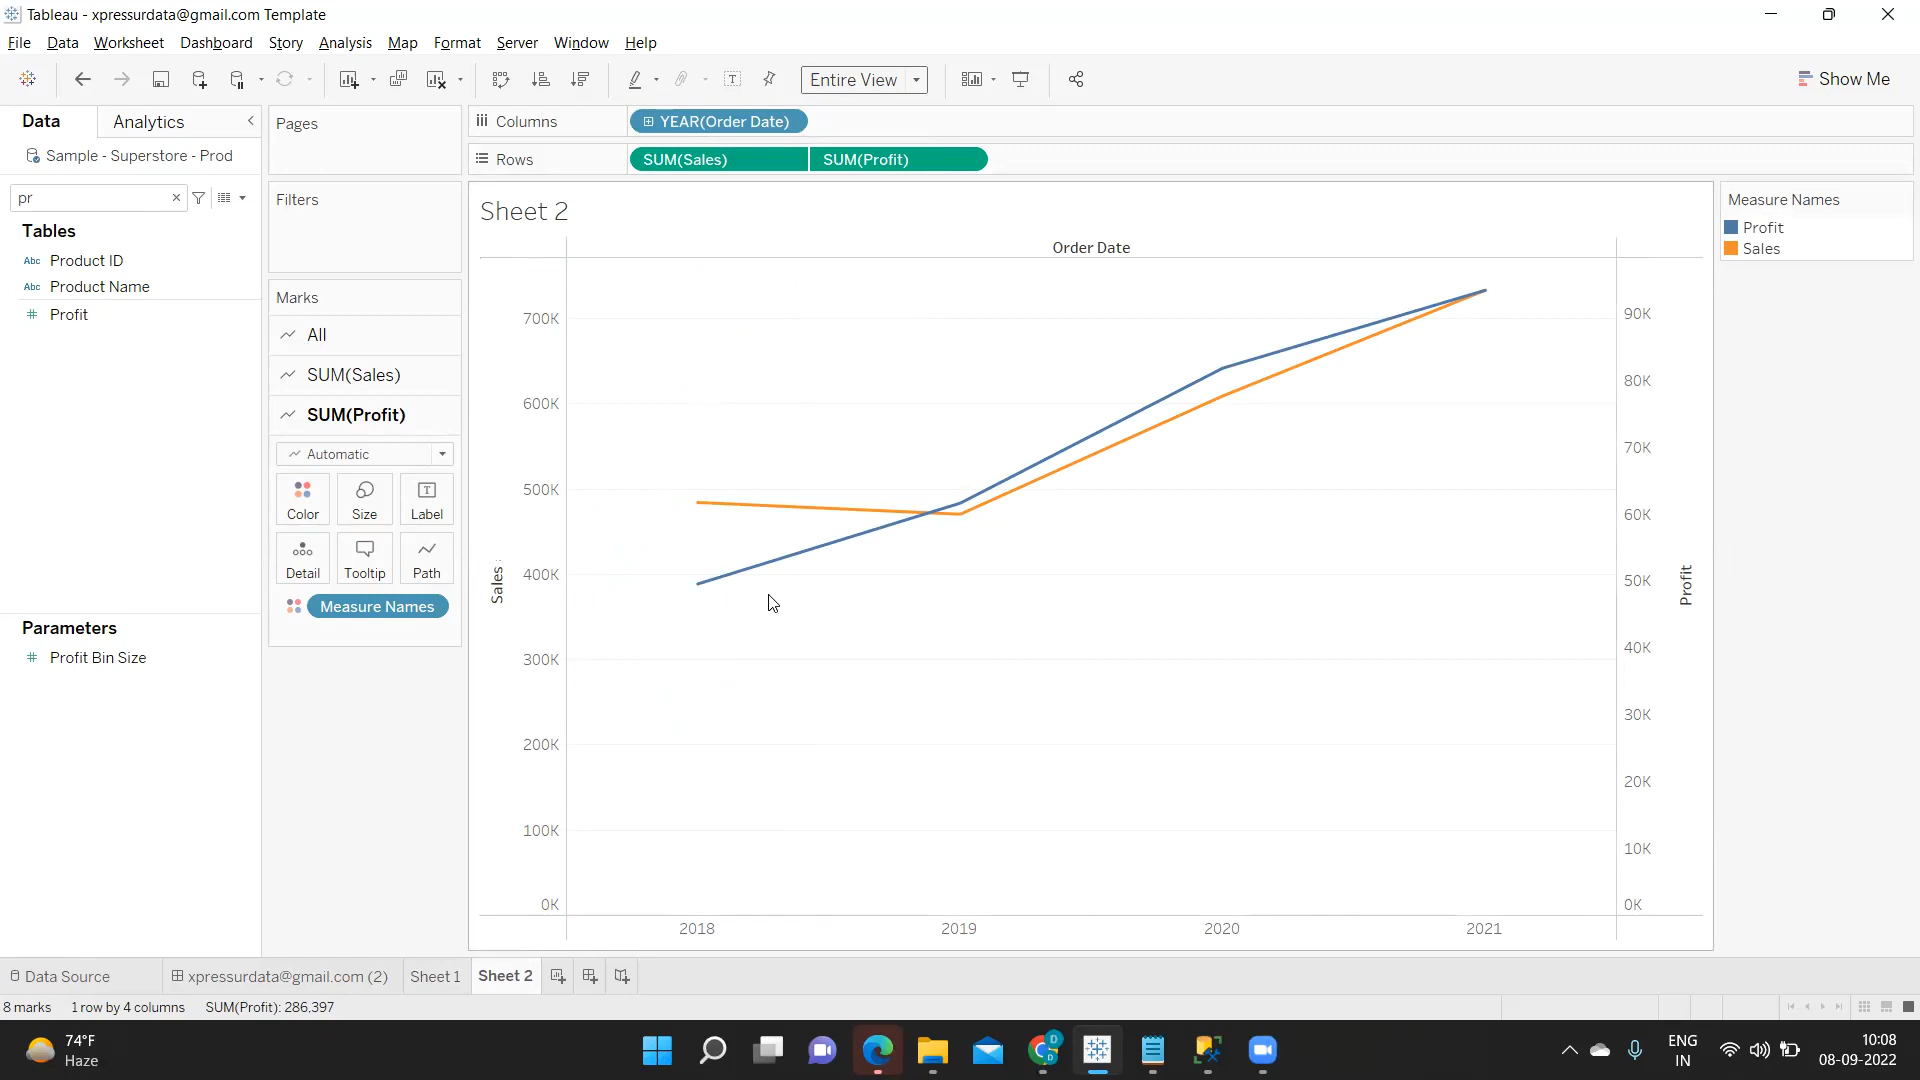 Tableau - xpressurdata@gmail.com Template
File Data Worksheet Dashboard Story Analysis Map Format Server Window Help
Entire View
Show Me
Data
Analytics
Sample - Superstore - Prod
pr
Tables
Abc Product ID
Abc Product Name
# Profit
Parameters
# Profit Bin Size
Pages
Filters
Marks
All
SUM(Sales)
SUM(Profit)
Automatic
Color
Size
Label
Detail
Tooltip
Path
Measure Names
Columns
YEAR(Order Date)
Rows
SUM(Sales)
SUM(Profit)
Sheet 2
Order Date
700K
600K
500K
400K
300K
200K
100K
0K
Sales
90K
80K
70K
60K
50K
40K
30K
20K
10K
0K
Profit
2018
2019
2020
2021
Measure Names
Profit
Sales
Data Source
xpressurdata@gmail.com (2)
Sheet 1
Sheet 2
8 marks
1 row by 4 columns
SUM(Profit): 286,397
74°F
Haze
ENG
IN
10:08
08-09-2022